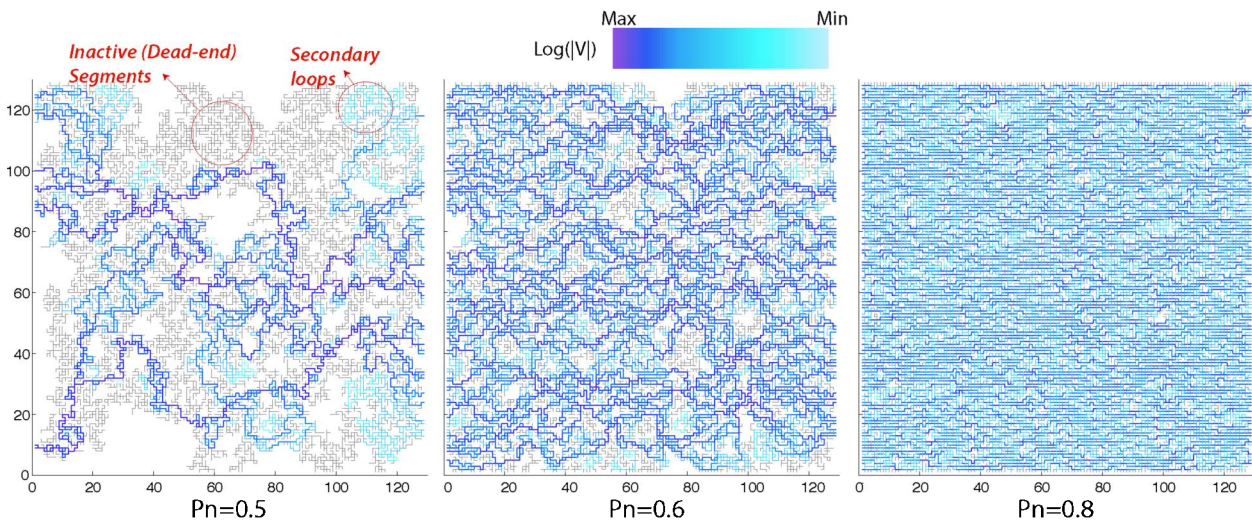 Max Min
Log(|V|)
Inactive (Dead-end)
Segments
Secondary
loops
120
100
80
60
40
20
0
0 20 40 60 80 100 120
0 20 40 60 80 100 120
0 20 40 60 80 100 120
Pn=0.5 Pn=0.6 Pn=0.8